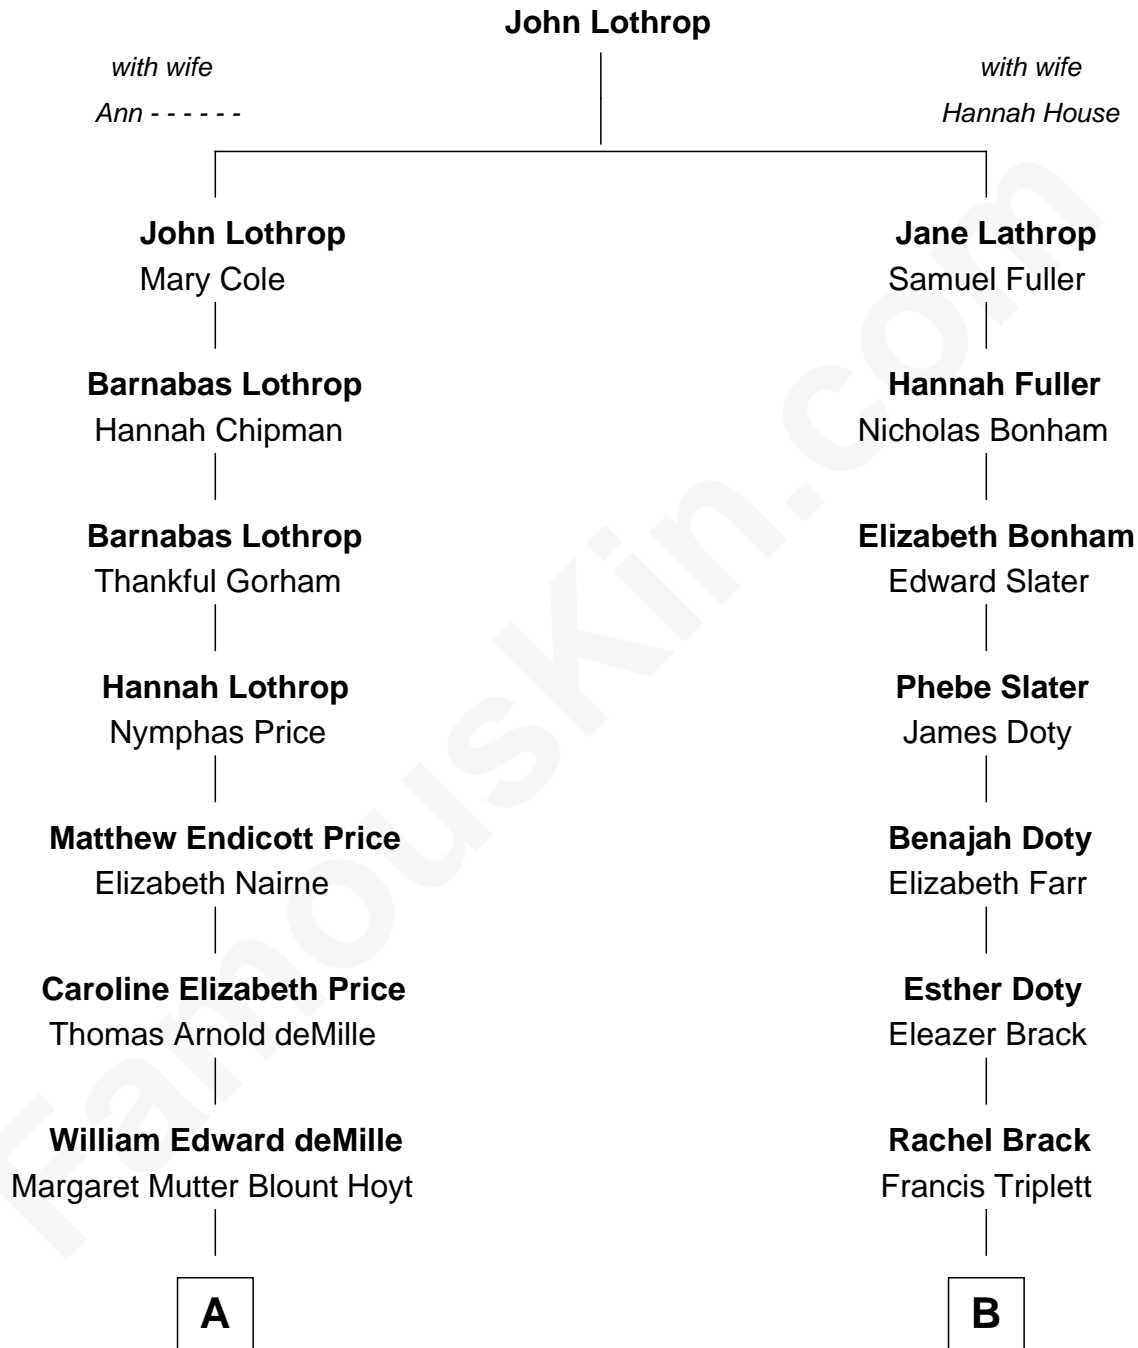 John Lothrop
with wife
Ann - - - - - -
with wife
Hannah House
John Lothrop
Mary Cole
Barnabas Lothrop
Hannah Chipman
Barnabas Lothrop
Thankful Gorham
Hannah Lothrop
Nymphas Price
Matthew Endicott Price
Elizabeth Nairne
Caroline Elizabeth Price
Thomas Arnold deMille
William Edward deMille
Margaret Mutter Blount Hoyt
A
Jane Lathrop
Samuel Fuller
Hannah Fuller
Nicholas Bonham
Elizabeth Bonham
Edward Slater
Phebe Slater
James Doty
Benajah Doty
Elizabeth Farr
Esther Doty
Eleazer Brack
Rachel Brack
Francis Triplett
B
FamousKin.com